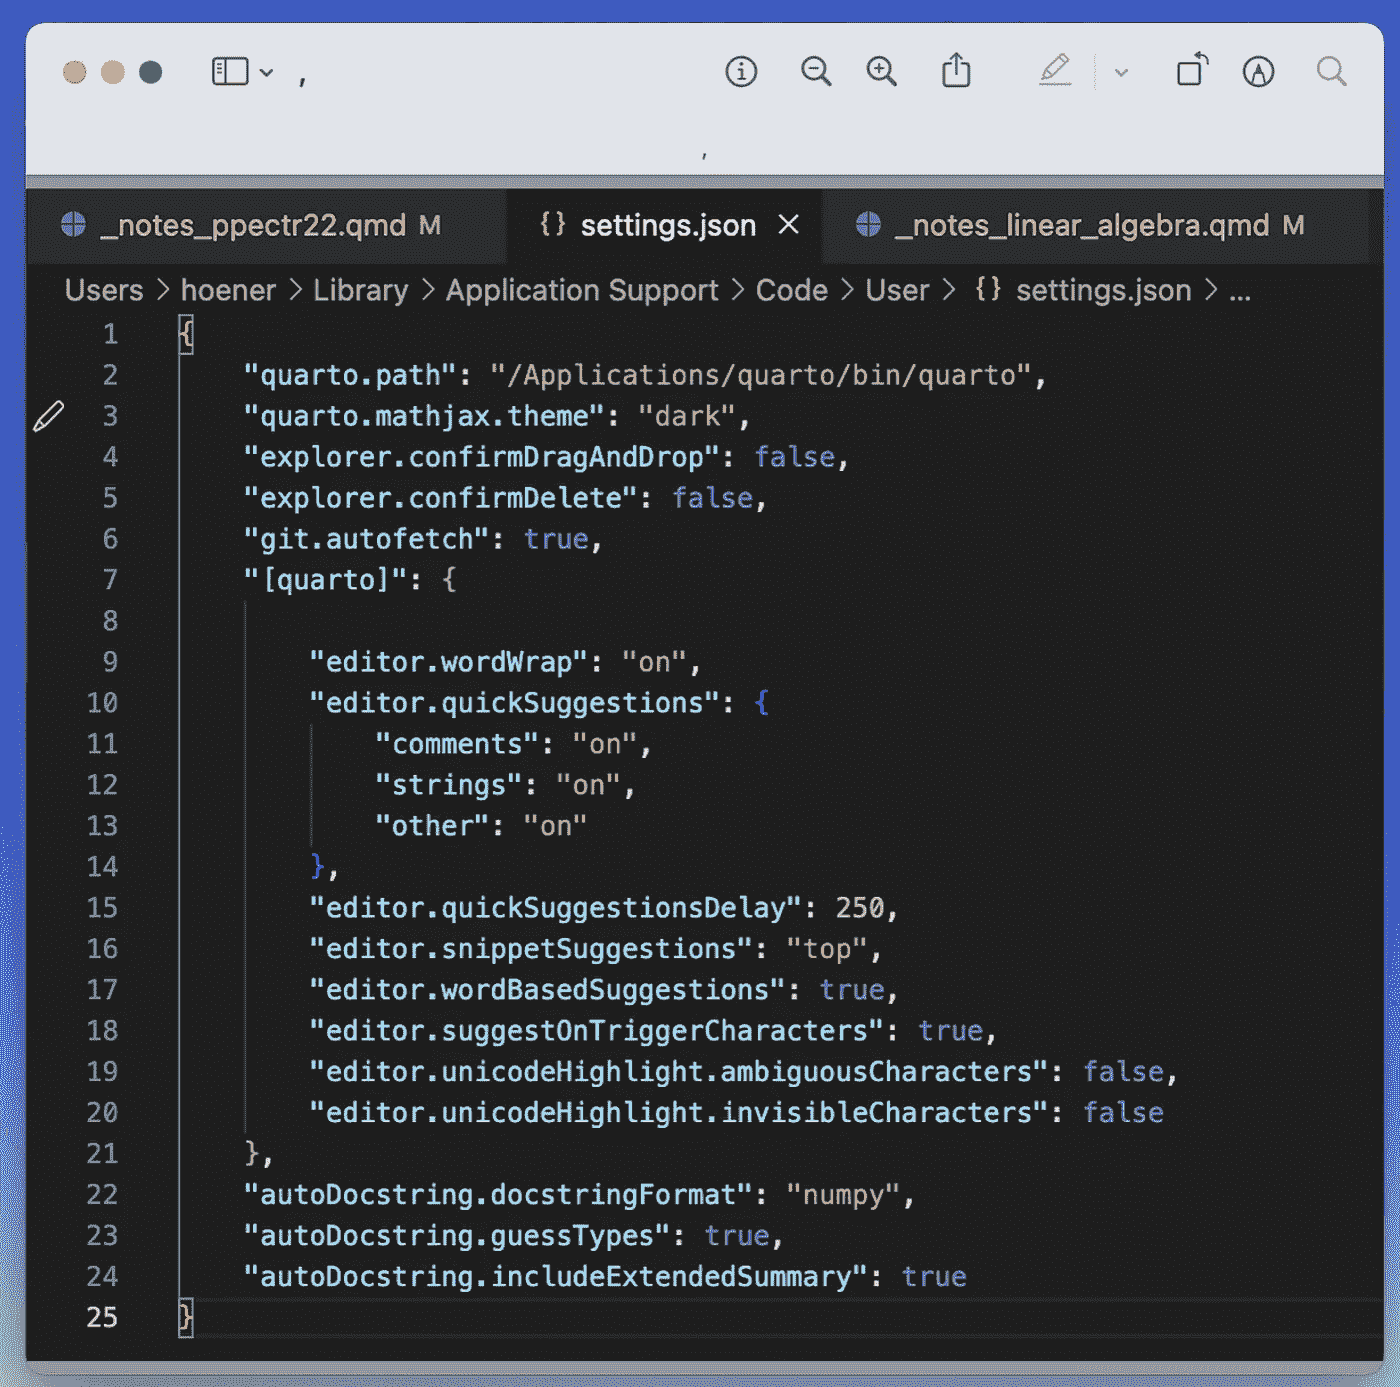 ,
,
_notes_ppectr22.qmd M {} settings.json × _notes_linear_algebra.qmd M
Users > hoener > Library > Application Support > Code > User > {} settings.json > ...
1 {
2 "quarto.path": "/Applications/quarto/bin/quarto",
3 "quarto.mathjax.theme": "dark",
4 "explorer.confirmDragAndDrop": false,
5 "explorer.confirmDelete": false,
6 "git.autofetch": true,
7 "[quarto]": {
8
9 "editor.wordWrap": "on",
10 "editor.quickSuggestions": {
11 "comments": "on",
12 "strings": "on",
13 "other": "on"
14 },
15 "editor.quickSuggestionsDelay": 250,
16 "editor.snippetSuggestions": "top",
17 "editor.wordBasedSuggestions": true,
18 "editor.suggestOnTriggerCharacters": true,
19 "editor.unicodeHighlight.ambiguousCharacters": false,
20 "editor.unicodeHighlight.invisibleCharacters": false
21 },
22 "autoDocstring.docstringFormat": "numpy",
23 "autoDocstring.guessTypes": true,
24 "autoDocstring.includeExtendedSummary": true
25 }